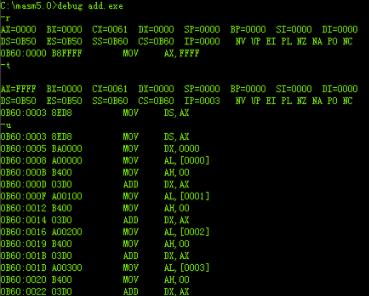 C:\masm5.0>debug add.exe
-r
AX=0000 BX=0000 CX=0061 DX=0000 SP=0000 BP=0000 SI=0000 DI=0000
DS=0B50 ES=0B50 SS=0B60 CS=0B60 IP=0000 NV UP EI PL NZ NA PO NC
0B60:0000 B8FFFF MOV AX,FFFF
-t
AX=FFFF BX=0000 CX=0061 DX=0000 SP=0000 BP=0000 SI=0000 DI=0000
DS=0B50 ES=0B50 SS=0B60 CS=0B60 IP=0003 NV UP EI PL NZ NA PO NC
0B60:0003 8ED8 MOV DS,AX
-u
0B60:0003 8ED8 MOV DS,AX
0B60:0005 BA0000 MOV DX,0000
0B60:0008 A00000 MOV AL,[0000]
0B60:000B B400 MOV AH,00
0B60:000D 03D0 ADD DX,AX
0B60:000F A00100 MOV AL,[0001]
0B60:0012 B400 MOV AH,00
0B60:0014 03D0 ADD DX,AX
0B60:0016 A00200 MOV AL,[0002]
0B60:0019 B400 MOV AH,00
0B60:001B 03D0 ADD DX,AX
0B60:001D A00300 MOV AL,[0003]
0B60:0020 B400 MOV AH,00
0B60:0022 03D0 ADD DX,AX